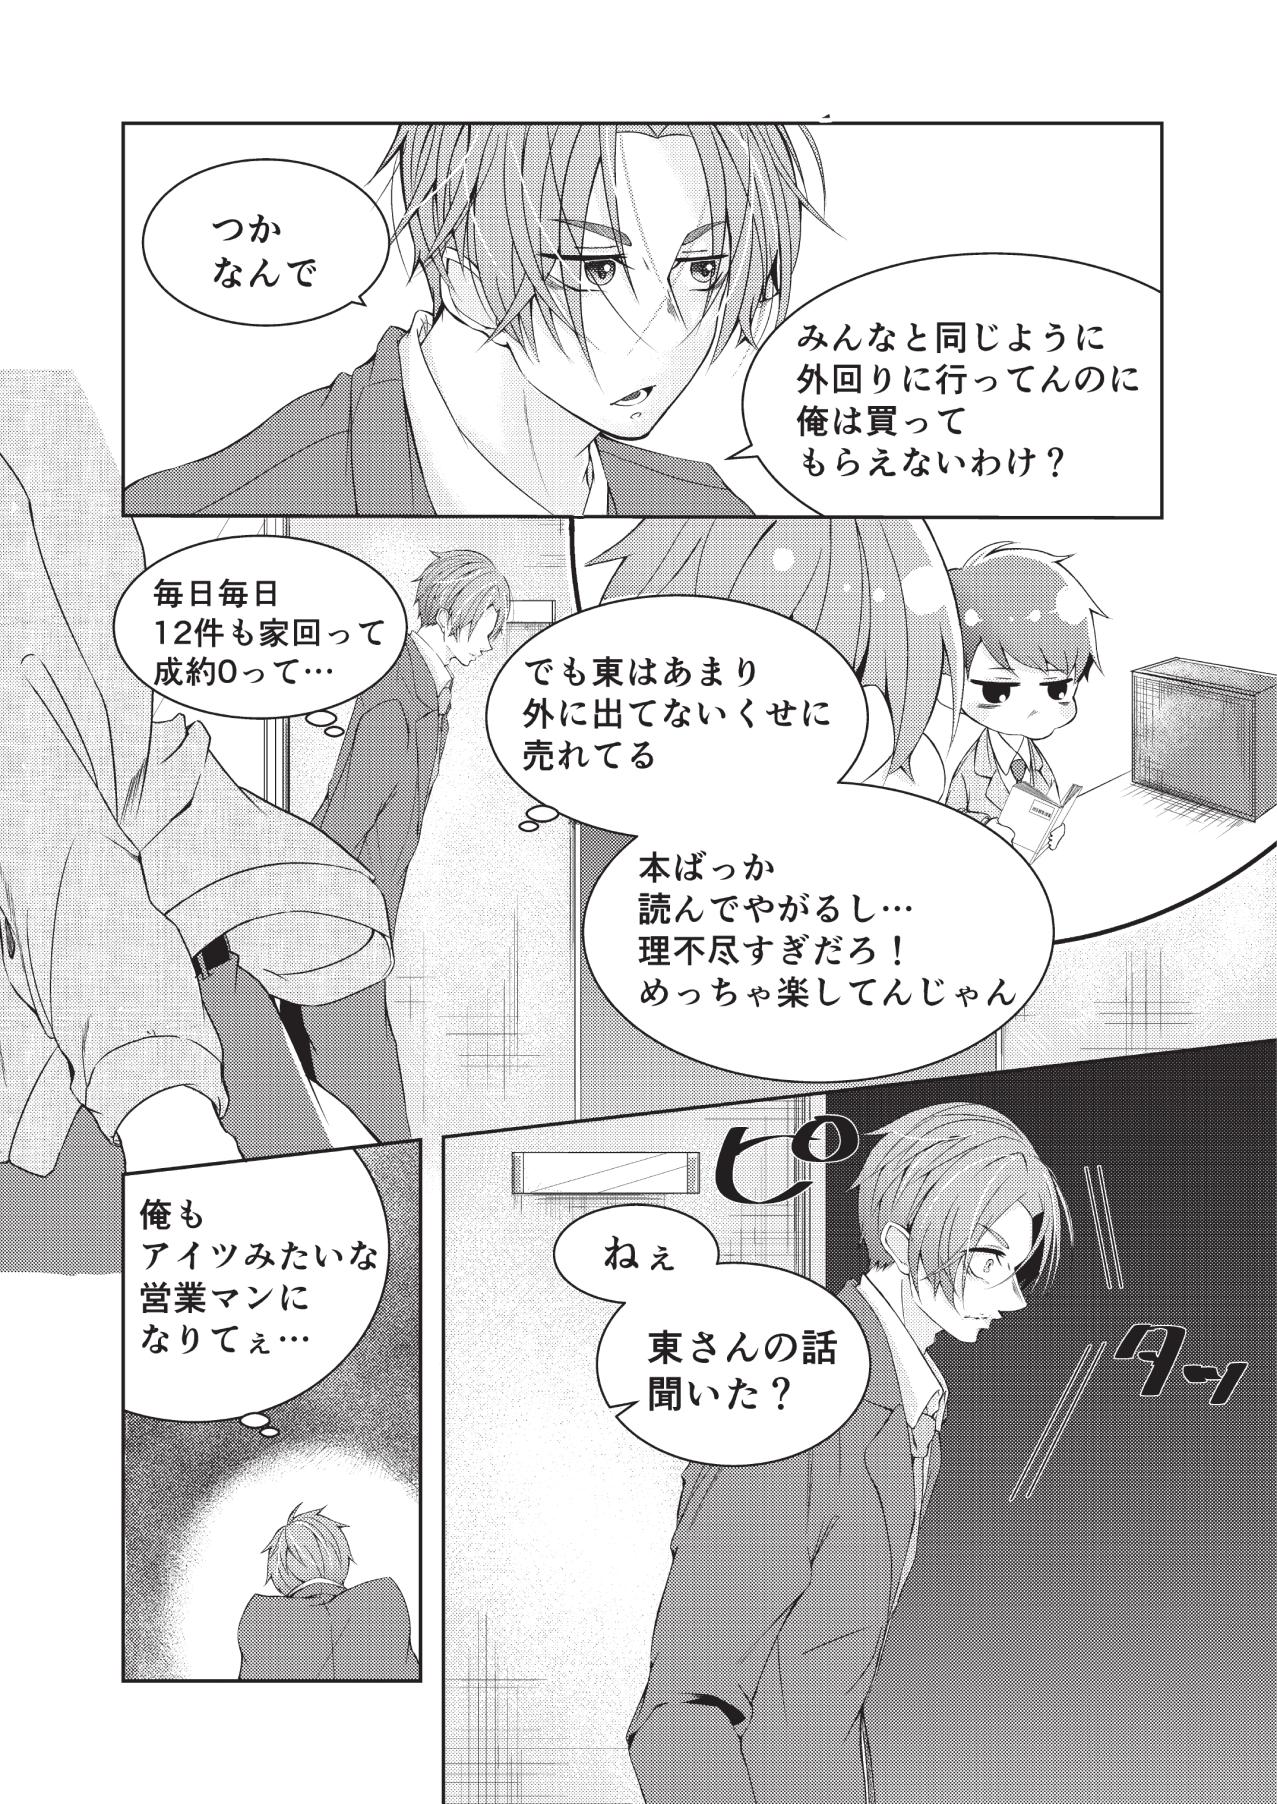 つか
なんで
みんなと同じように
外回りに行ってんのに
俺は買って
もらえないわけ？
毎日毎日
12件も家回って
成約0って…
でも東はあまり
外に出てないくせに
売れてる
本ばっか
読んでやがるし…
理不尽すぎだろ！
めっちゃ楽してんじゃん
俺も
アイツみたいな
営業マンに
なりてぇ…
ピタッ
ねぇ
東さんの話
聞いた？